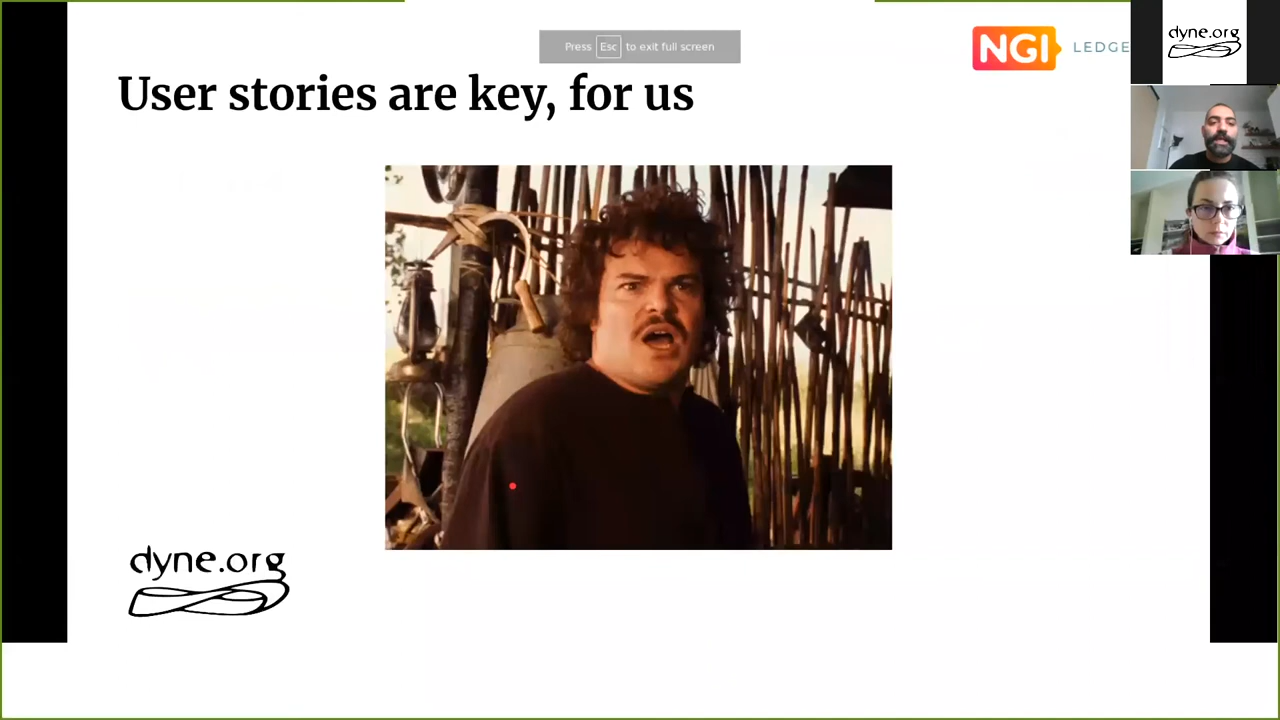 Press Esc to exit full screen
NGI LEDGE
dyne.org
User stories are key, for us
dyne.org